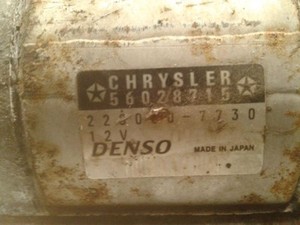 CHRYSLER
56028715
12V
DENSO MADE IN JAPAN